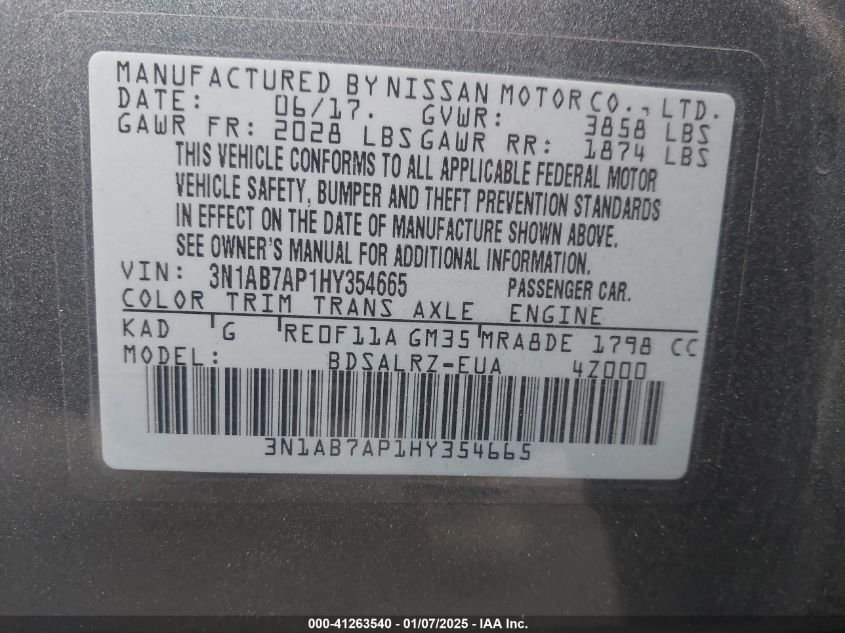 MANUFACTURED BY NISSAN MOTOR CO., LTD.
DATE: 06/17. GVWR: 3858 LBS
GAWR FR: 2028 LBS GAWR RR: 1874 LBS
THIS VEHICLE CONFORMS TO ALL APPLICABLE FEDERAL MOTOR
VEHICLE SAFETY, BUMPER AND THEFT PREVENTION STANDARDS
IN EFFECT ON THE DATE OF MANUFACTURE SHOWN ABOVE.
SEE OWNER'S MANUAL FOR ADDITIONAL INFORMATION.
VIN: 3N1AB7AP1HY354665 PASSENGER CAR.
COLOR TRIM TRANS AXLE ENGINE
KAD G RE0F11A GM35 MRA8DE 1798 CC
MODEL: BDSALRZ-EUA 4Z000
3N1AB7AP1HY354665
000-41263540 - 01/07/2025 - IAA Inc.